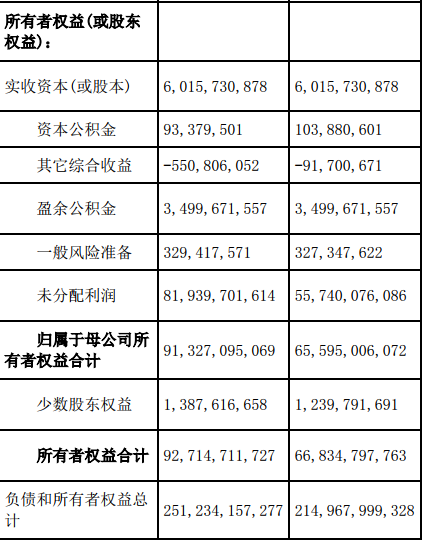 所有者权益(或股东
权益)：
实收资本(或股本) 6,015,730,878 6,015,730,878
资本公积金 93,379,501 103,880,601
其它综合收益 -550,806,052 -91,700,671
盈余公积金 3,499,671,557 3,499,671,557
一般风险准备 329,417,571 327,347,622
未分配利润 81,939,701,614 55,740,076,086
归属于母公司所
有者权益合计 91,327,095,069 65,595,006,072
少数股东权益 1,387,616,658 1,239,791,691
所有者权益合计 92,714,711,727 66,834,797,763
负债和所有者权益总
计 251,234,157,277 214,967,999,328